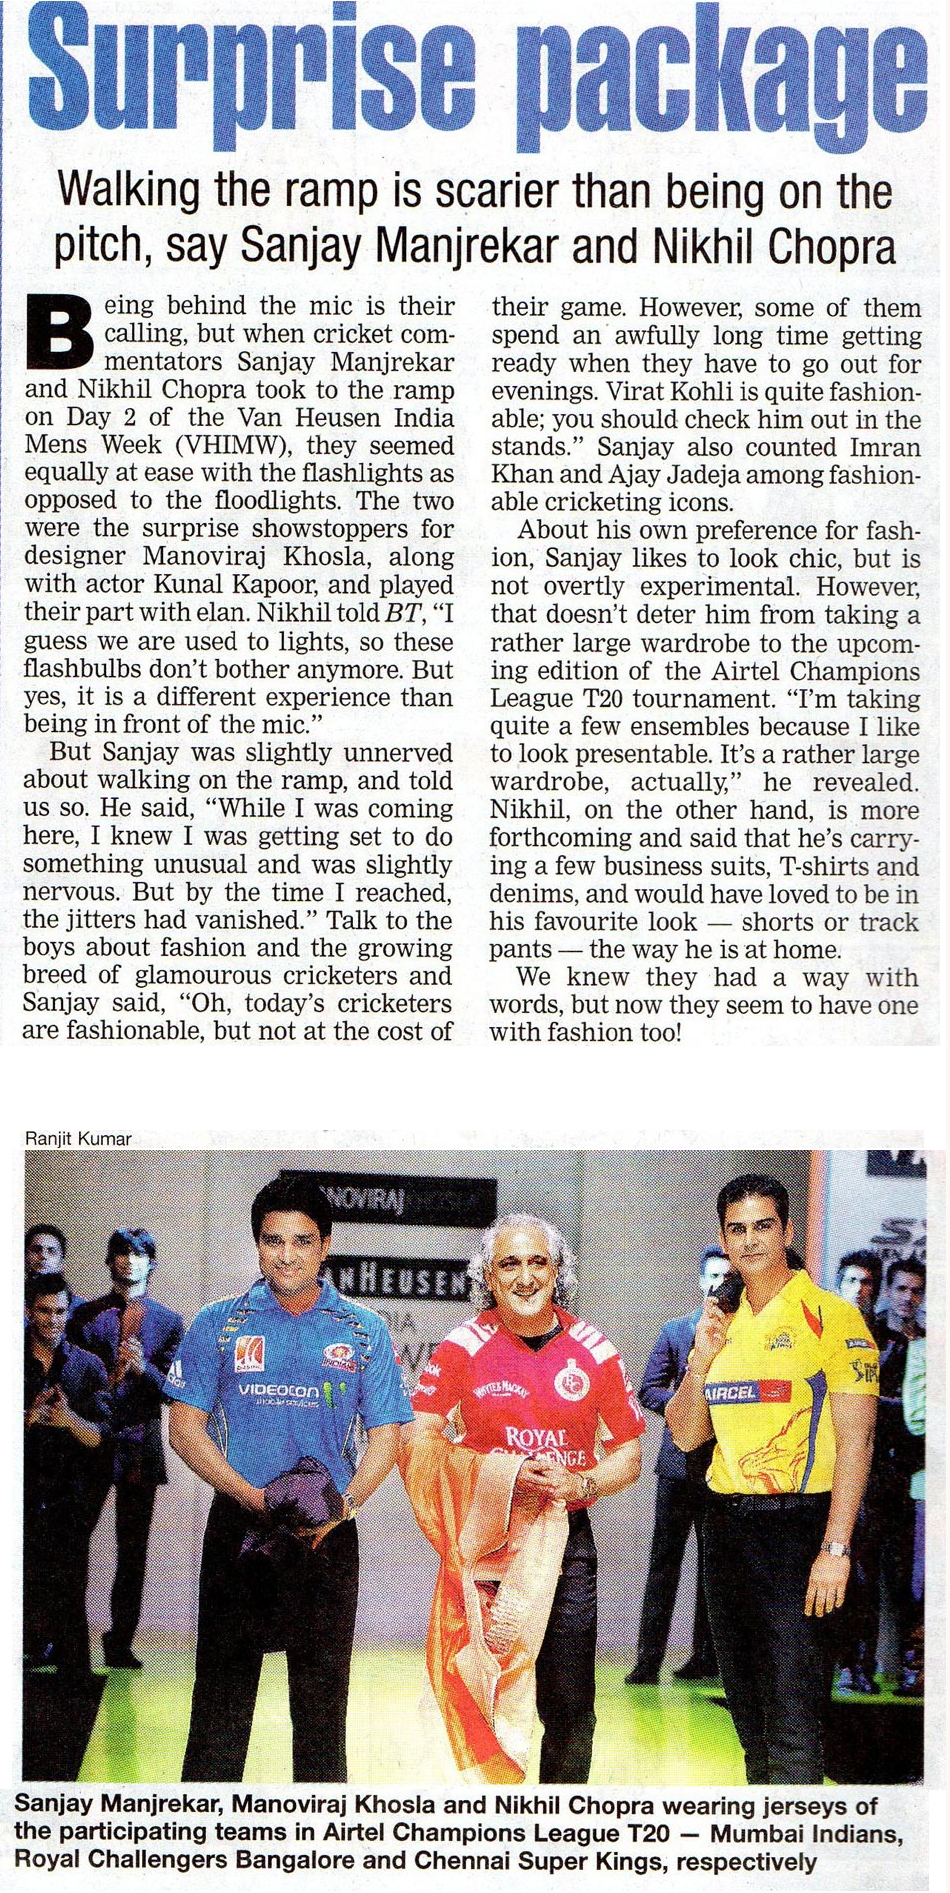 Surprise package
Walking the ramp is scarier than being on the
pitch, say Sanjay Manjrekar and Nikhil Chopra
Being behind the mic is their
calling, but when cricket com-
mentators Sanjay Manjrekar
and Nikhil Chopra took to the ramp
on Day 2 of the Van Heusen India
Mens Week (VHIMW), they seemed
equally at ease with the flashlights as
opposed to the floodlights. The two
were the surprise showstoppers for
designer Manoviraj Khosla, along
with actor Kunal Kapoor, and played
their part with elan. Nikhil told BT, “I
guess we are used to lights, so these
flashbulbs don’t bother anymore. But
yes, it is a different experience than
being in front of the mic.”
But Sanjay was slightly unnerved
about walking on the ramp, and told
us so. He said, “While I was coming
here, I knew I was getting set to do
something unusual and was slightly
nervous. But by the time I reached,
the jitters had vanished.” Talk to the
boys about fashion and the growing
breed of glamourous cricketers and
Sanjay said, “Oh, today’s cricketers
are fashionable, but not at the cost of
their game. However, some of them
spend an awfully long time getting
ready when they have to go out for
evenings. Virat Kohli is quite fashion-
able; you should check him out in the
stands.” Sanjay also counted Imran
Khan and Ajay Jadeja among fashion-
able cricketing icons.
About his own preference for fash-
ion, Sanjay likes to look chic, but is
not overtly experimental. However,
that doesn’t deter him from taking a
rather large wardrobe to the upcom-
ing edition of the Airtel Champions
League T20 tournament. “I’m taking
quite a few ensembles because I like
to look presentable. It’s a rather large
wardrobe, actually,” he revealed.
Nikhil, on the other hand, is more
forthcoming and said that he’s carry-
ing a few business suits, T-shirts and
denims, and would have loved to be in
his favourite look — shorts or track
pants — the way he is at home.
We knew they had a way with
words, but now they seem to have one
with fashion too!
Ranjit Kumar
NOVIRAJ KHOSLA
AN HEUSEN
DIA
INDIANS
VIDEOCON
mobile services
WHYTE & MACKAY
ROYAL
CHALLENGE
AIRCEL
Sanjay Manjrekar, Manoviraj Khosla and Nikhil Chopra wearing jerseys of
the participating teams in Airtel Champions League T20 — Mumbai Indians,
Royal Challengers Bangalore and Chennai Super Kings, respectively